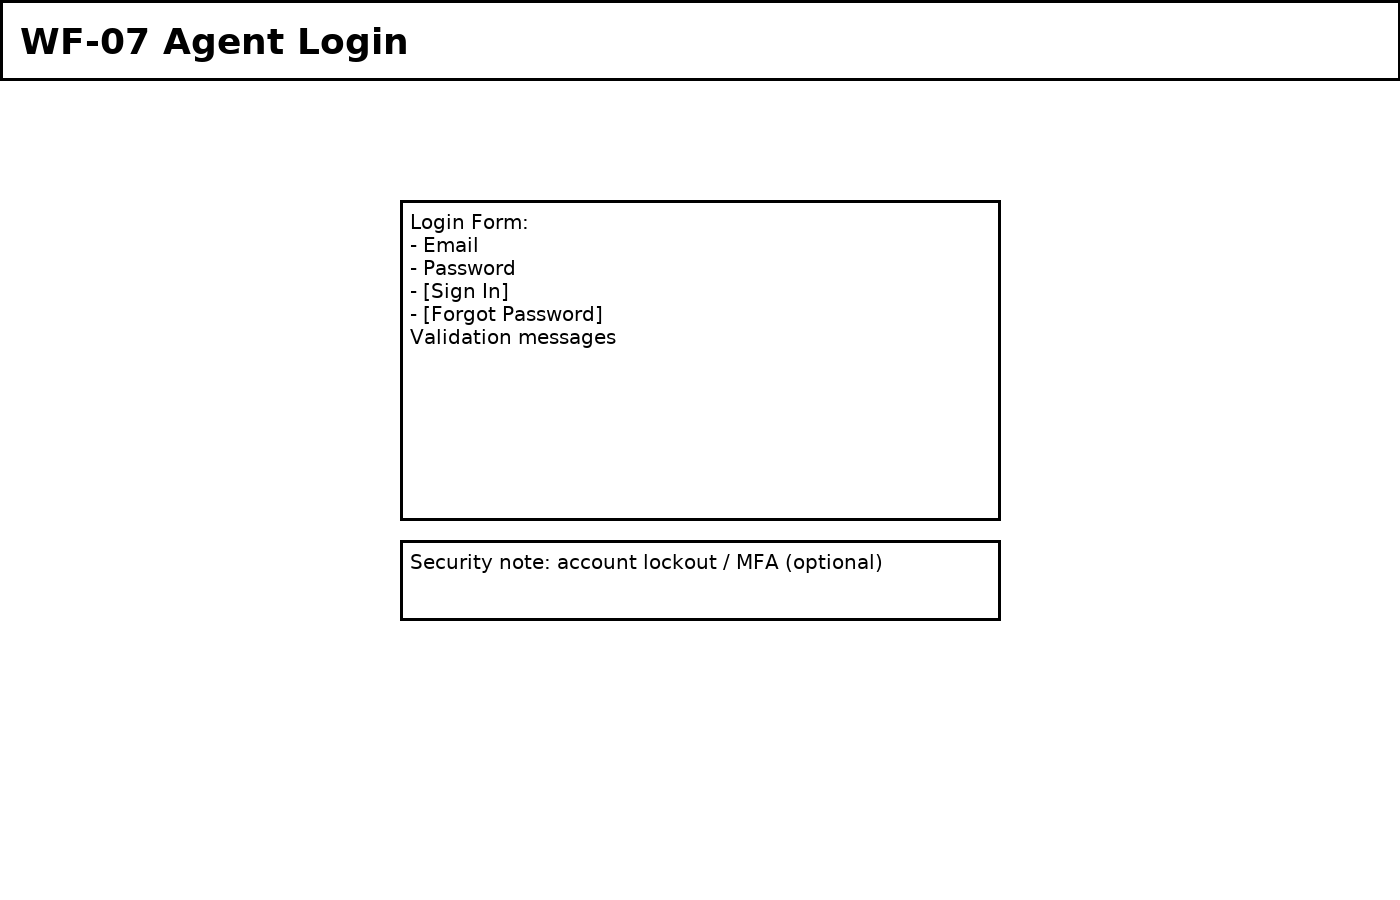 WF-07 Agent Login
Login Form:
- Email
- Password
- [Sign In]
- [Forgot Password]
Validation messages
Security note: account lockout / MFA (optional)